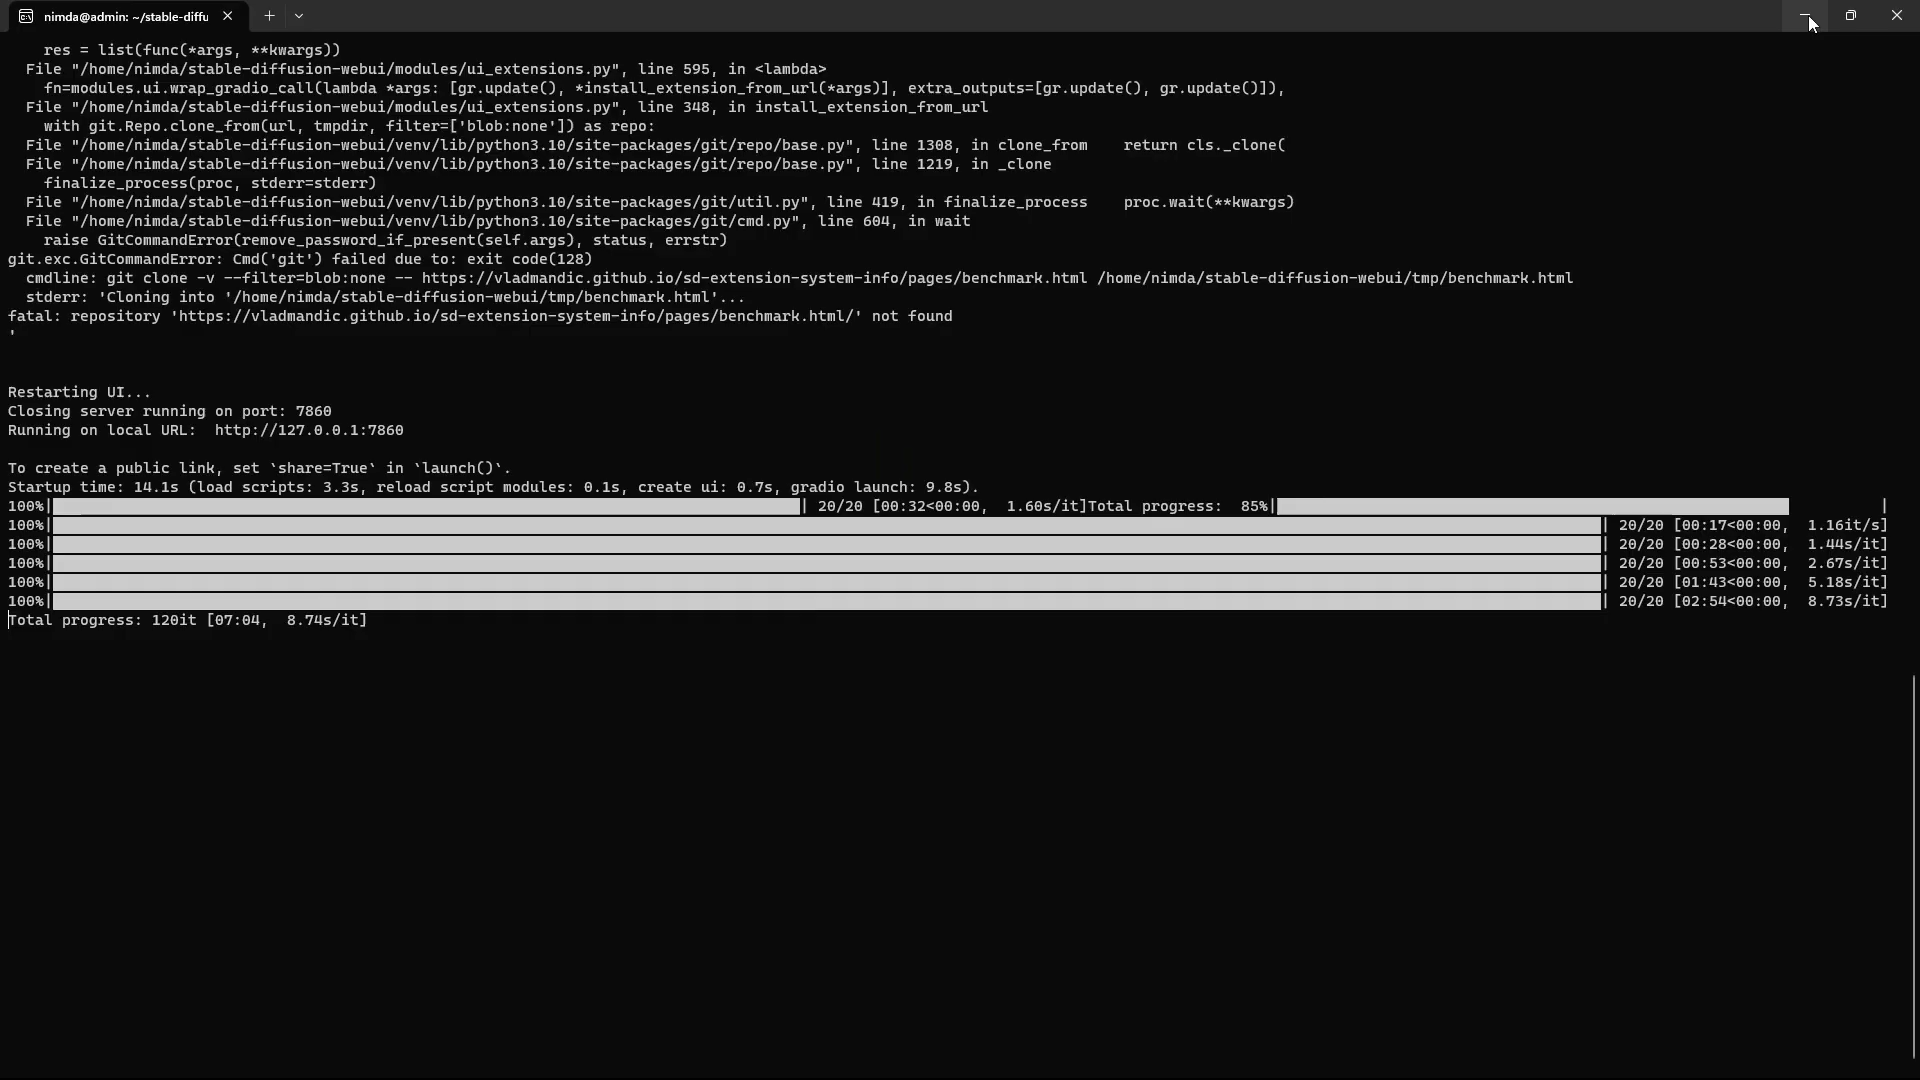 nimda@admin: ~/stable-diffu
res = list(func(*args, **kwargs))
File "/home/nimda/stable-diffusion-webui/modules/ui_extensions.py", line 595, in <lambda>
fn=modules.ui.wrap_gradio_call(lambda *args: [gr.update(), *install_extension_from_url(*args)], extra_outputs=[gr.update(), gr.update()]),
File "/home/nimda/stable-diffusion-webui/modules/ui_extensions.py", line 348, in install_extension_from_url
with git.Repo.clone_from(url, tmpdir, filter=['blob:none']) as repo:
File "/home/nimda/stable-diffusion-webui/venv/lib/python3.10/site-packages/git/repo/base.py", line 1308, in clone_from    return cls._clone(
File "/home/nimda/stable-diffusion-webui/venv/lib/python3.10/site-packages/git/repo/base.py", line 1219, in _clone
finalize_process(proc, stderr=stderr)
File "/home/nimda/stable-diffusion-webui/venv/lib/python3.10/site-packages/git/util.py", line 419, in finalize_process    proc.wait(**kwargs)
File "/home/nimda/stable-diffusion-webui/venv/lib/python3.10/site-packages/git/cmd.py", line 604, in wait
raise GitCommandError(remove_password_if_present(self.args), status, errstr)
git.exc.GitCommandError: Cmd('git') failed due to: exit code(128)
cmdline: git clone -v --filter=blob:none -- https://vladmandic.github.io/sd-extension-system-info/pages/benchmark.html /home/nimda/stable-diffusion-webui/tmp/benchmark.html
stderr: 'Cloning into '/home/nimda/stable-diffusion-webui/tmp/benchmark.html'...
fatal: repository 'https://vladmandic.github.io/sd-extension-system-info/pages/benchmark.html/' not found
'
Restarting UI...
Closing server running on port: 7860
Running on local URL:  http://127.0.0.1:7860
To create a public link, set `share=True` in `launch()`.
Startup time: 14.1s (load scripts: 3.3s, reload script modules: 0.1s, create ui: 0.7s, gradio launch: 9.8s).
100%| | 20/20 [00:32<00:00,  1.60s/it]Total progress:  85%| |
100%| | 20/20 [00:17<00:00,  1.16it/s]
100%| | 20/20 [00:28<00:00,  1.44s/it]
100%| | 20/20 [00:53<00:00,  2.67s/it]
100%| | 20/20 [01:43<00:00,  5.18s/it]
100%| | 20/20 [02:54<00:00,  8.73s/it]
Total progress: 120it [07:04,  8.74s/it]